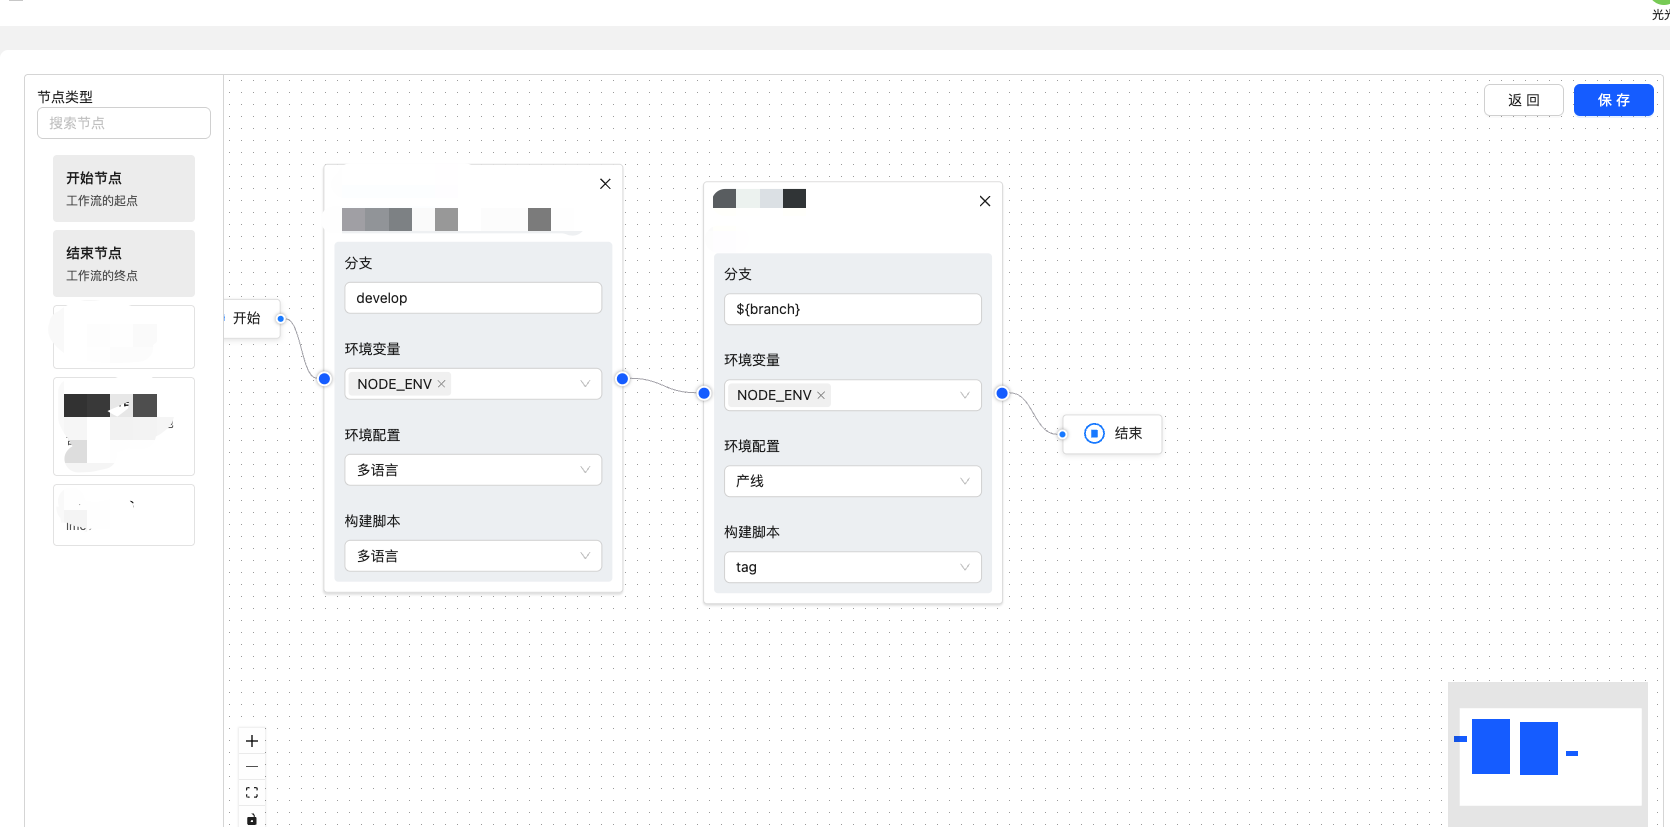 光光
节点类型
搜索节点
返 回
保 存
开始节点
工作流的起点
结束节点
工作流的终点
开始
分支
develop
环境变量
NODE_ENV
环境配置
多语言
构建脚本
多语言
分支
${branch}
环境变量
NODE_ENV
环境配置
产线
构建脚本
tag
结束